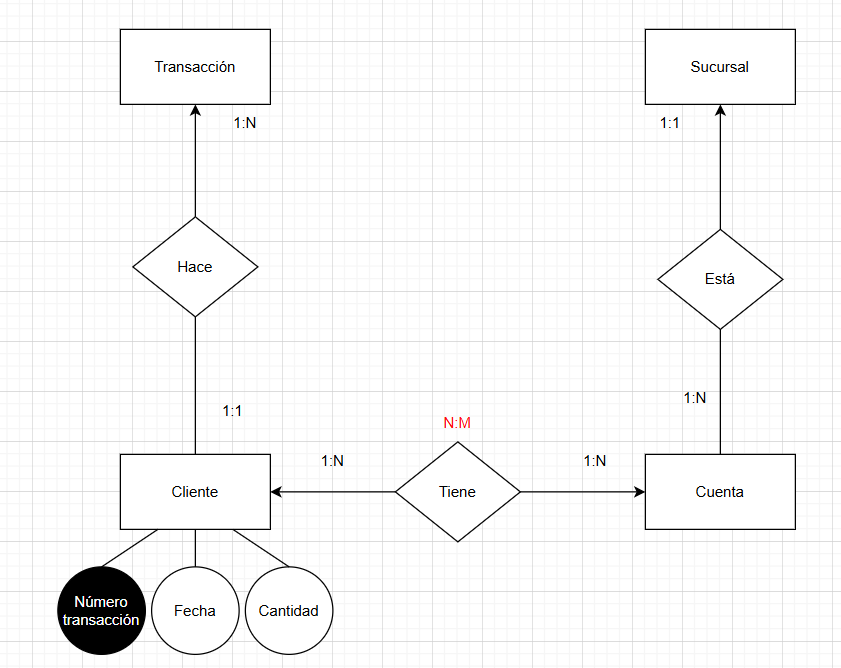 Transacción
Sucursal
1:N
1:1
Hace
Está
1:N
1:1
N:M
1:N
1:N
Cliente
Tiene
Cuenta
Número
transacción
Fecha
Cantidad